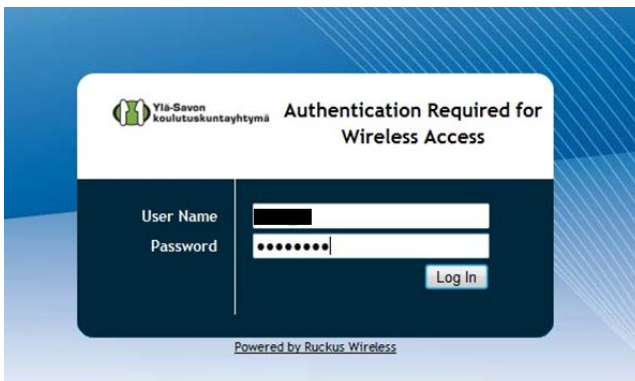 Ylä-Savon
koulutuskuntayhtymä
Authentication Required for
Wireless Access
User Name
Password
••••••••
Log In
Powered by Ruckus Wireless